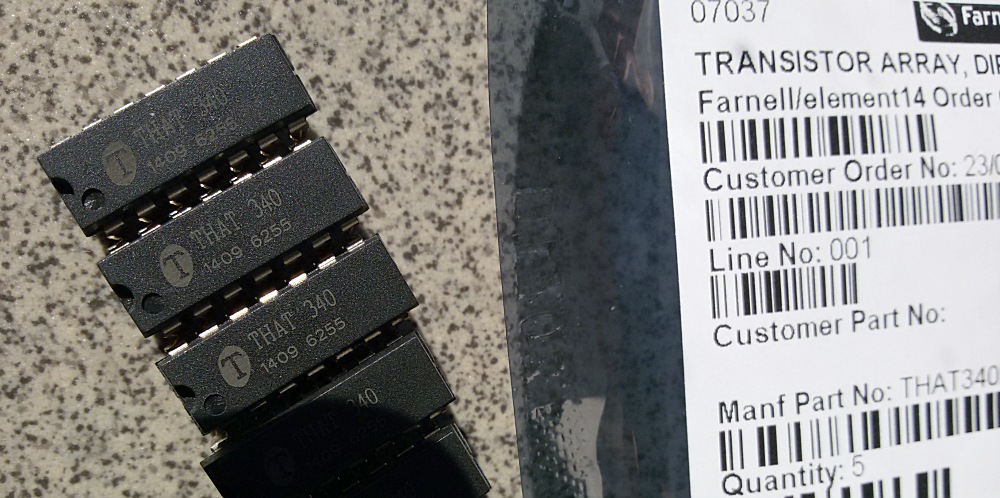 THAT 340
1409 6255
THAT 340
1409 6255
THAT 340
1409 6255
340
07037
Farn
TRANSISTOR ARRAY, DIP
Farnell/element14 Order
Customer Order No: 23/0
Line No: 001
Customer Part No:
Manf Part No: THAT340
Quantity: 5